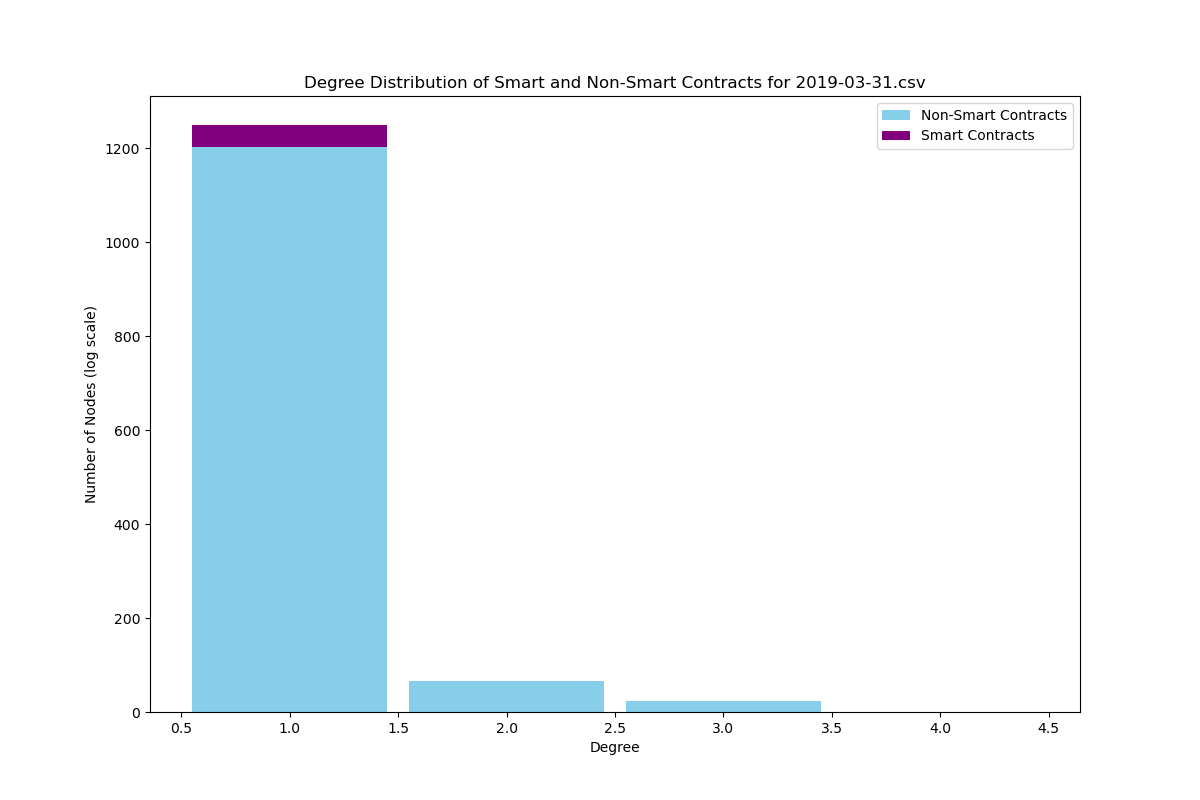 Degree Distribution of Smart and Non-Smart Contracts for 2019-03-31.csv
Non-Smart Contracts
Smart Contracts
Number of Nodes (log scale)
1200
1000
800
600
400
200
0
0.5 1.0 1.5 2.0 2.5 3.0 3.5 4.0 4.5
Degree